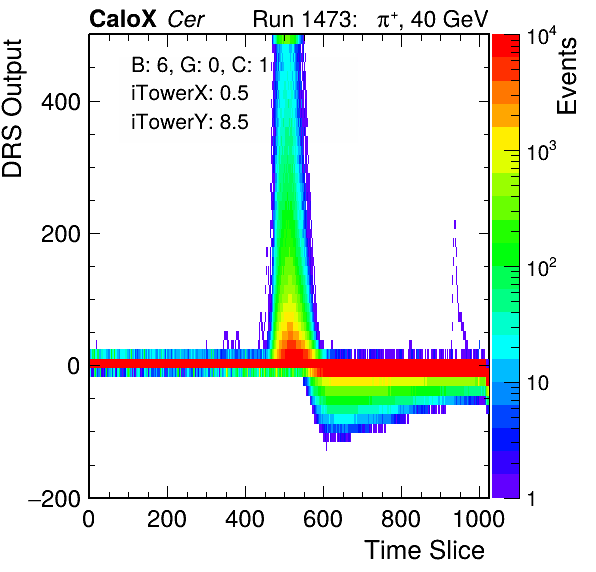 CaloX Cer Run 1473: π⁺, 40 GeV
B: 6, G: 0, C: 1
iTowerX: 0.5
iTowerY: 8.5
DRS Output
400
200
0
−200
0 200 400 600 800 1000
Time Slice
Events
10⁴
10³
10²
10
1